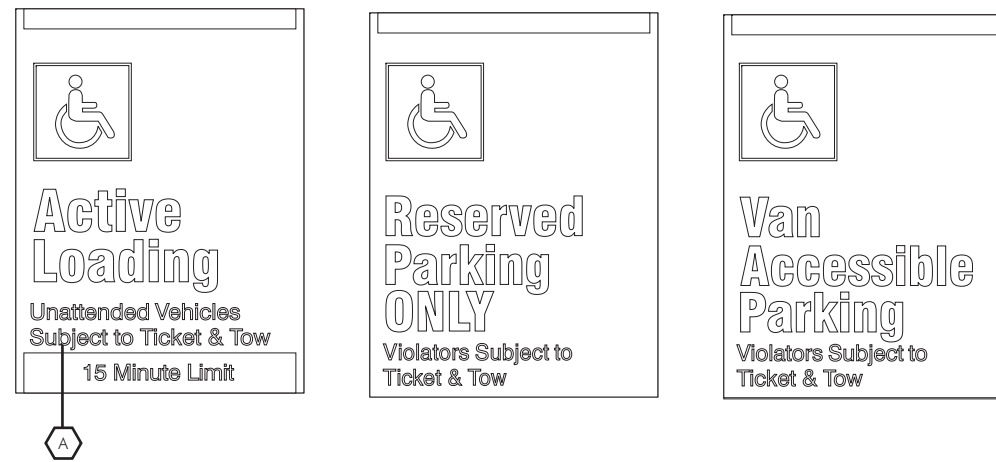 Active
Loading
Unattended Vehicles
Subject to Ticket & Tow
15 Minute Limit
A
Reserved
Parking
ONLY
Violators Subject to
Ticket & Tow
Van
Accessible
Parking
Violators Subject to
Ticket & Tow